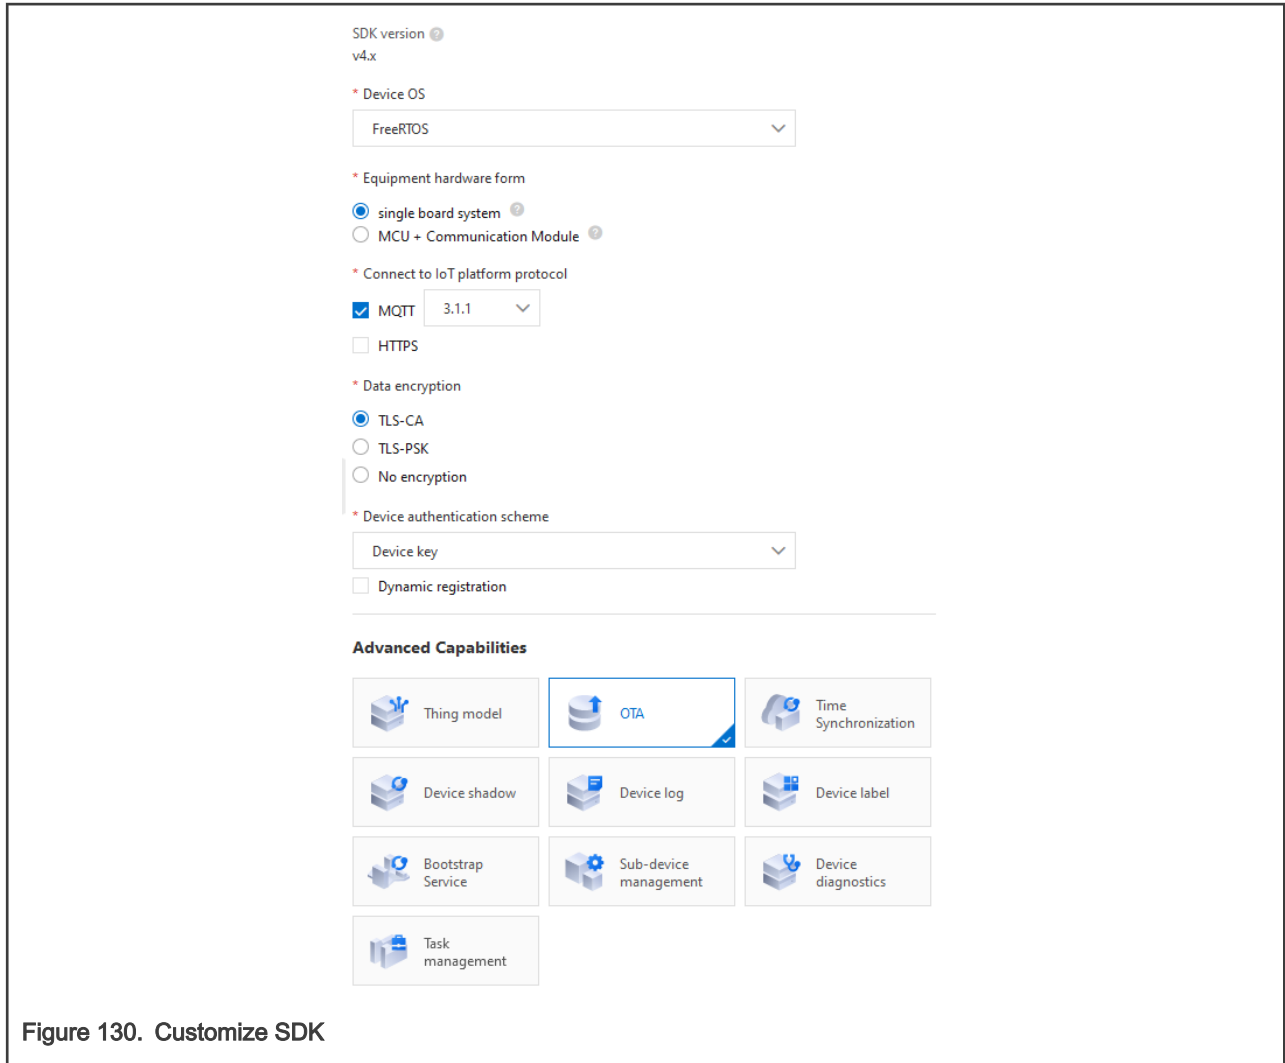 SDK version ?
v4.x
* Device OS
FreeRTOS
* Equipment hardware form
single board system ?
MCU + Communication Module ?
* Connect to IoT platform protocol
MQTT 3.1.1
HTTPS
* Data encryption
TLS-CA
TLS-PSK
No encryption
* Device authentication scheme
Device key
Dynamic registration
Advanced Capabilities
Thing model
OTA
Time
Synchronization
Device shadow
Device log
Device label
Bootstrap
Service
Sub-device
management
Device
diagnostics
Task
management
Figure 130. Customize SDK